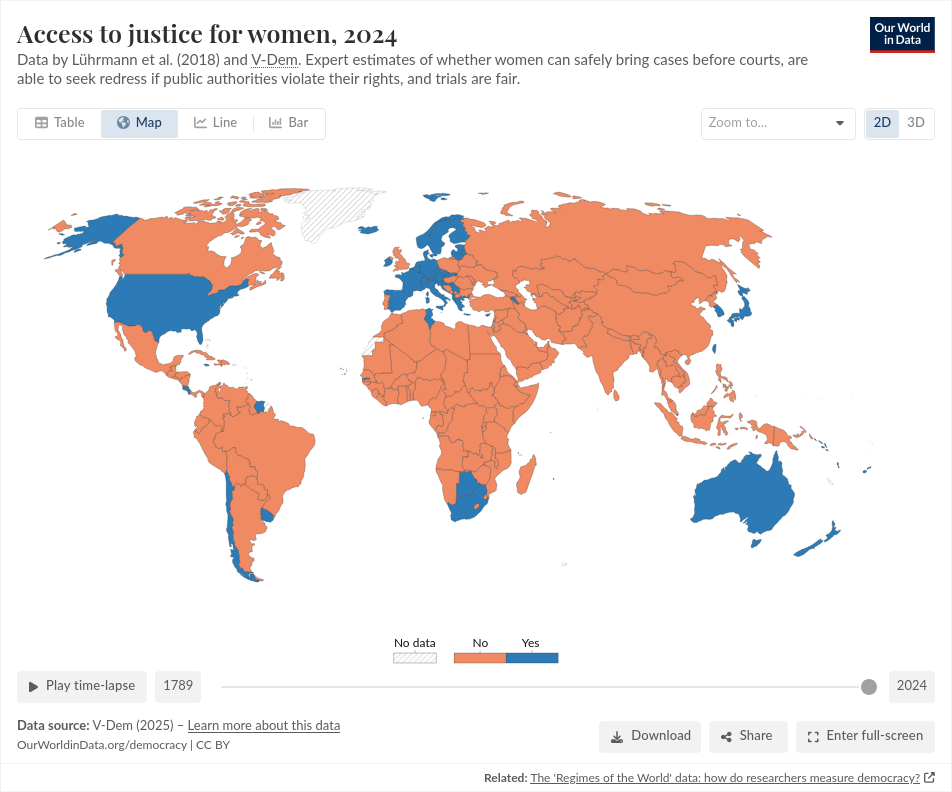 Access to justice for women, 2024
Our World
in Data
Data by Lührmann et al. (2018) and V-Dem. Expert estimates of whether women can safely bring cases before courts, are
able to seek redress if public authorities violate their rights, and trials are fair.
Table
Map
Line
Bar
Zoom to...
2D
3D
No data
No
Yes
Play time-lapse
1789
2024
Data source: V-Dem (2025) – Learn more about this data
OurWorldinData.org/democracy | CC BY
Download
Share
Enter full-screen
Related: The 'Regimes of the World' data: how do researchers measure democracy?